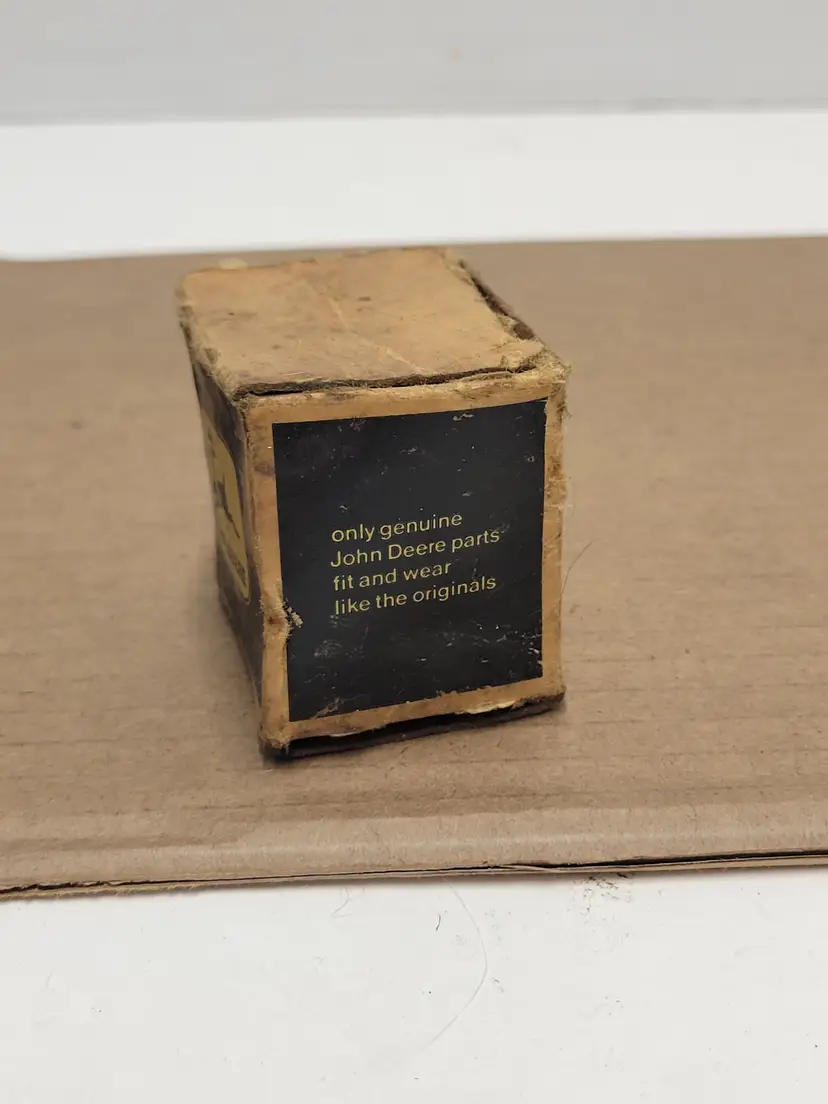 only genuine
John Deere parts
fit and wear
like the originals